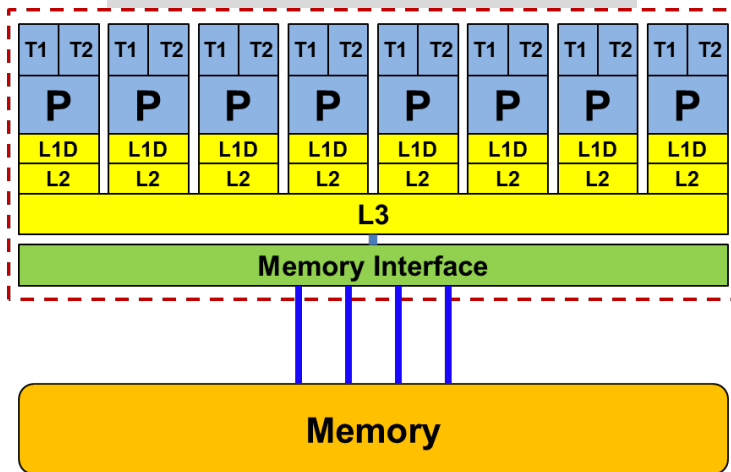 T1 T2 T1 T2 T1 T2 T1 T2 T1 T2 T1 T2 T1 T2 T1 T2
P P P P P P P P
L1D L1D L1D L1D L1D L1D L1D L1D
L2 L2 L2 L2 L2 L2 L2 L2
L3
Memory Interface
Memory